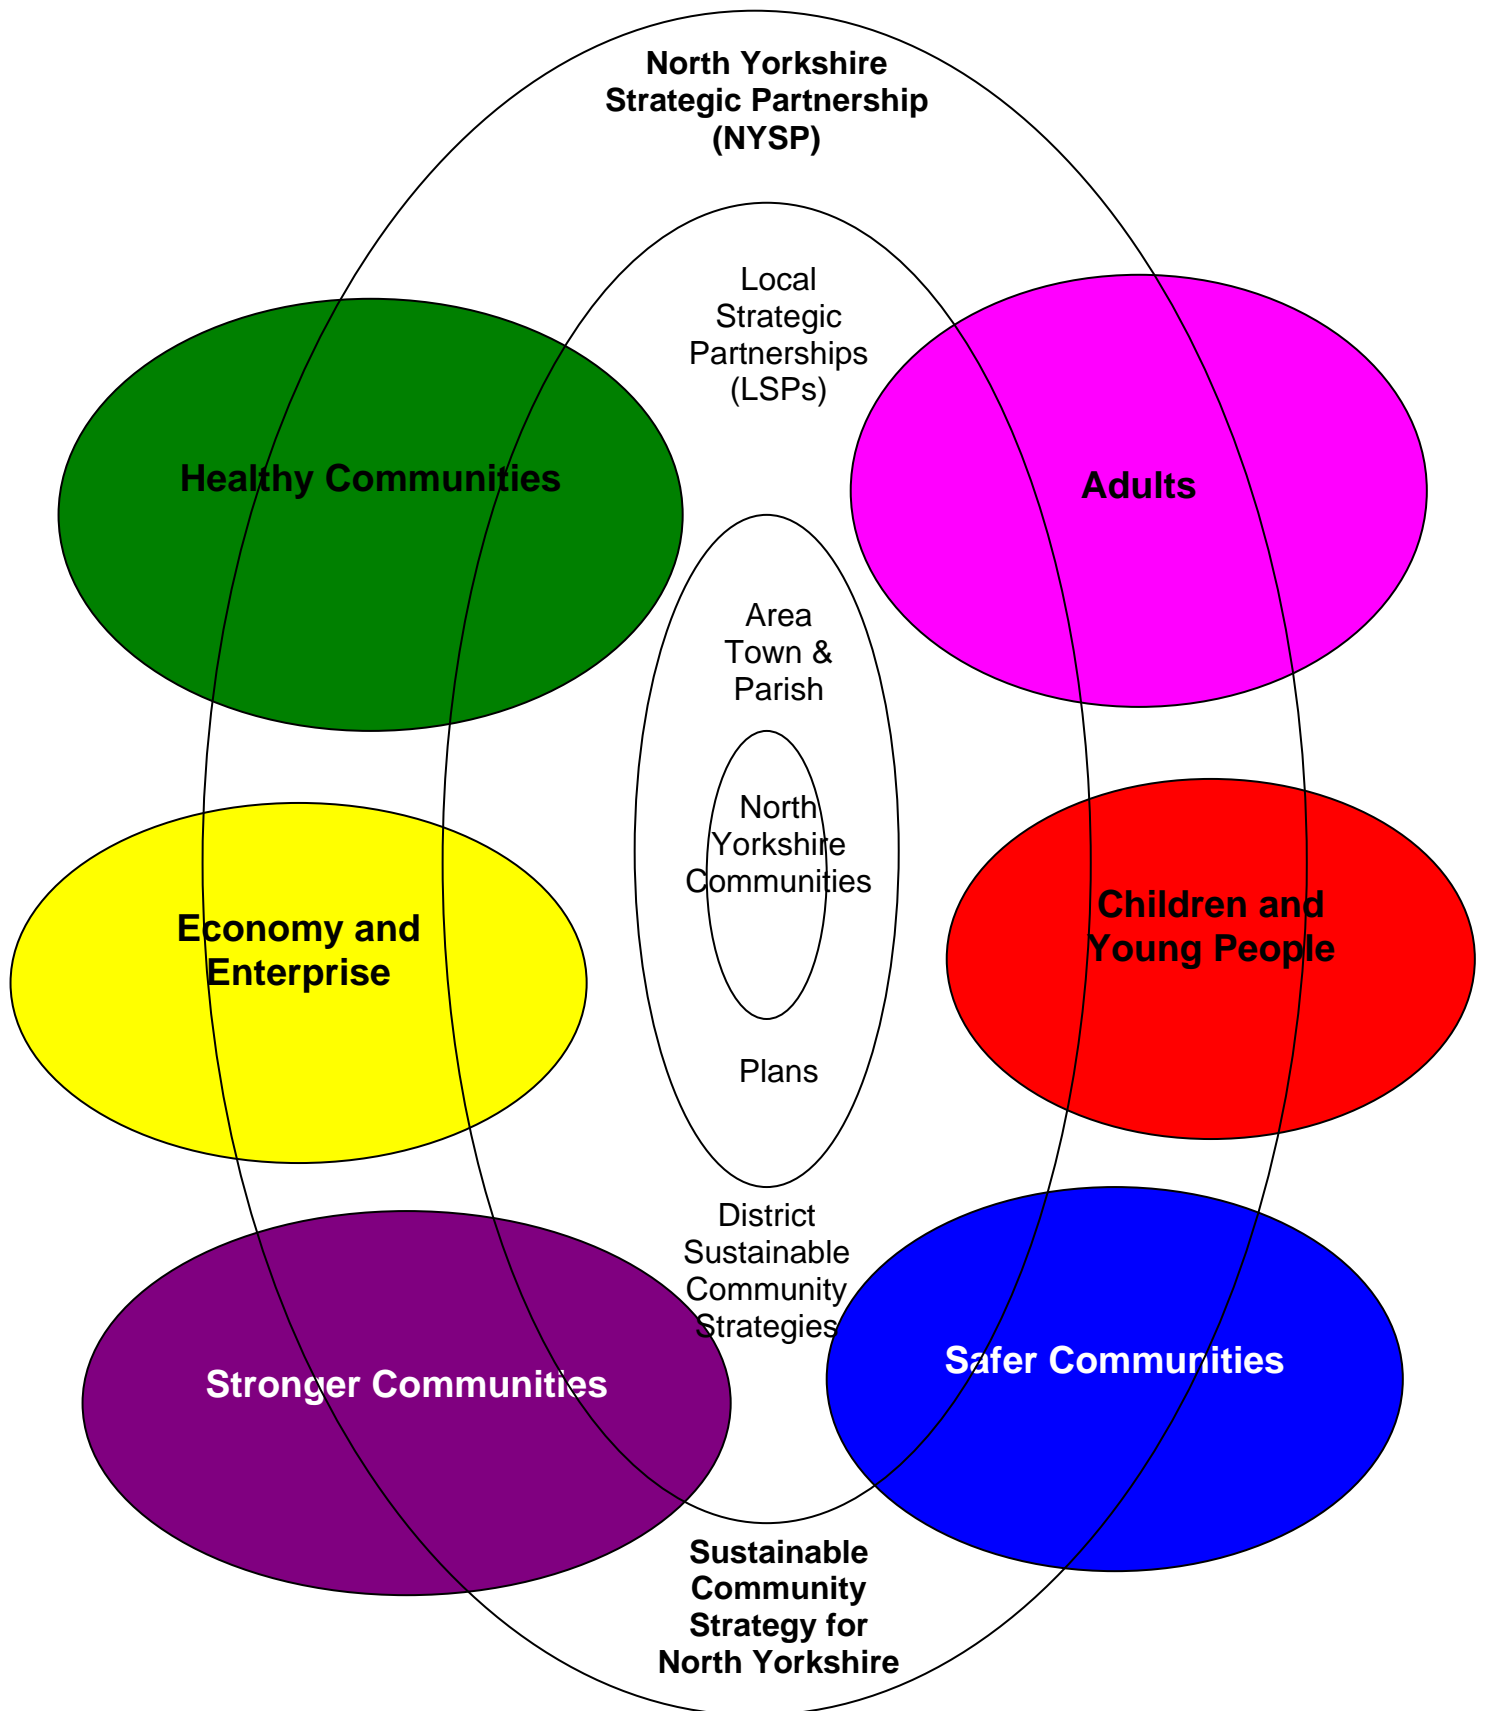 North Yorkshire
Strategic Partnership
(NYSP)
Local
Strategic
Partnerships
(LSPs)
Healthy Communities
Adults
Area
Town &
Parish
North
Yorkshire
Communities
Economy and
Enterprise
Children and
Young People
Plans
District
Sustainable
Community
Strategies
Stronger Communities
Safer Communities
Sustainable
Community
Strategy for
North Yorkshire